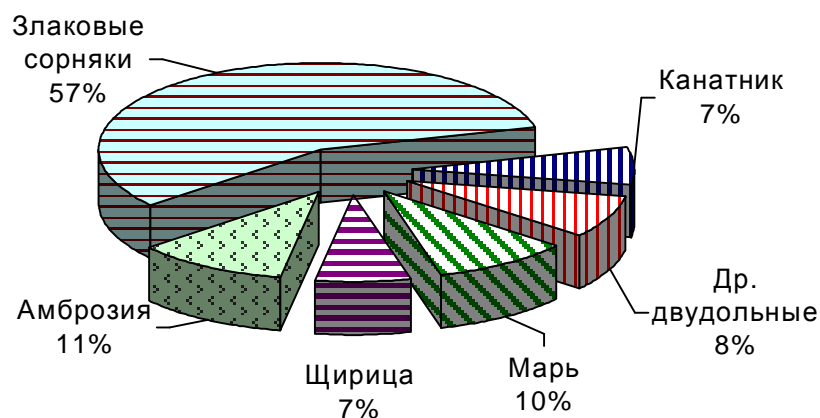 Злаковые
сорняки
57%
Канатник
7%
Др.
двудольные
8%
Марь
10%
Щирица
7%
Амброзия
11%